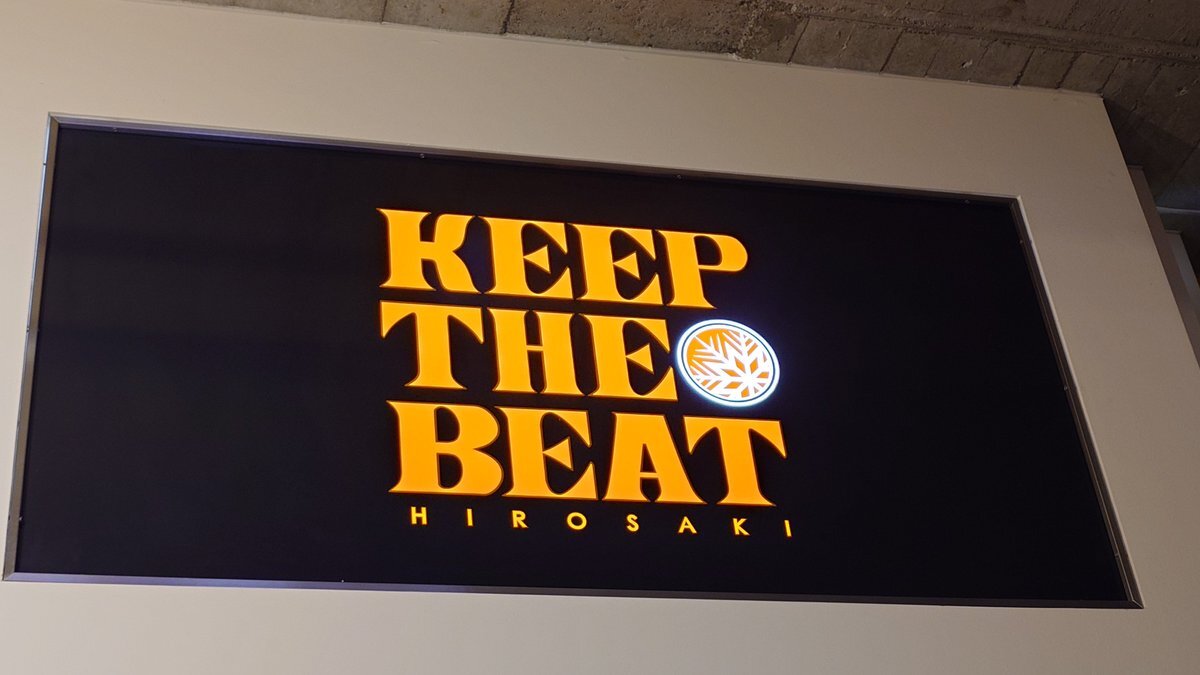 KEEP
THE
BEAT
HIROSAKI